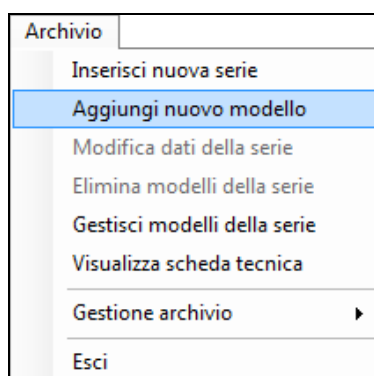 Archivio
Inserisci nuova serie
Aggiungi nuovo modello
Modifica dati della serie
Elimina modelli della serie
Gestisci modelli della serie
Visualizza scheda tecnica
Gestione archivio
Esci